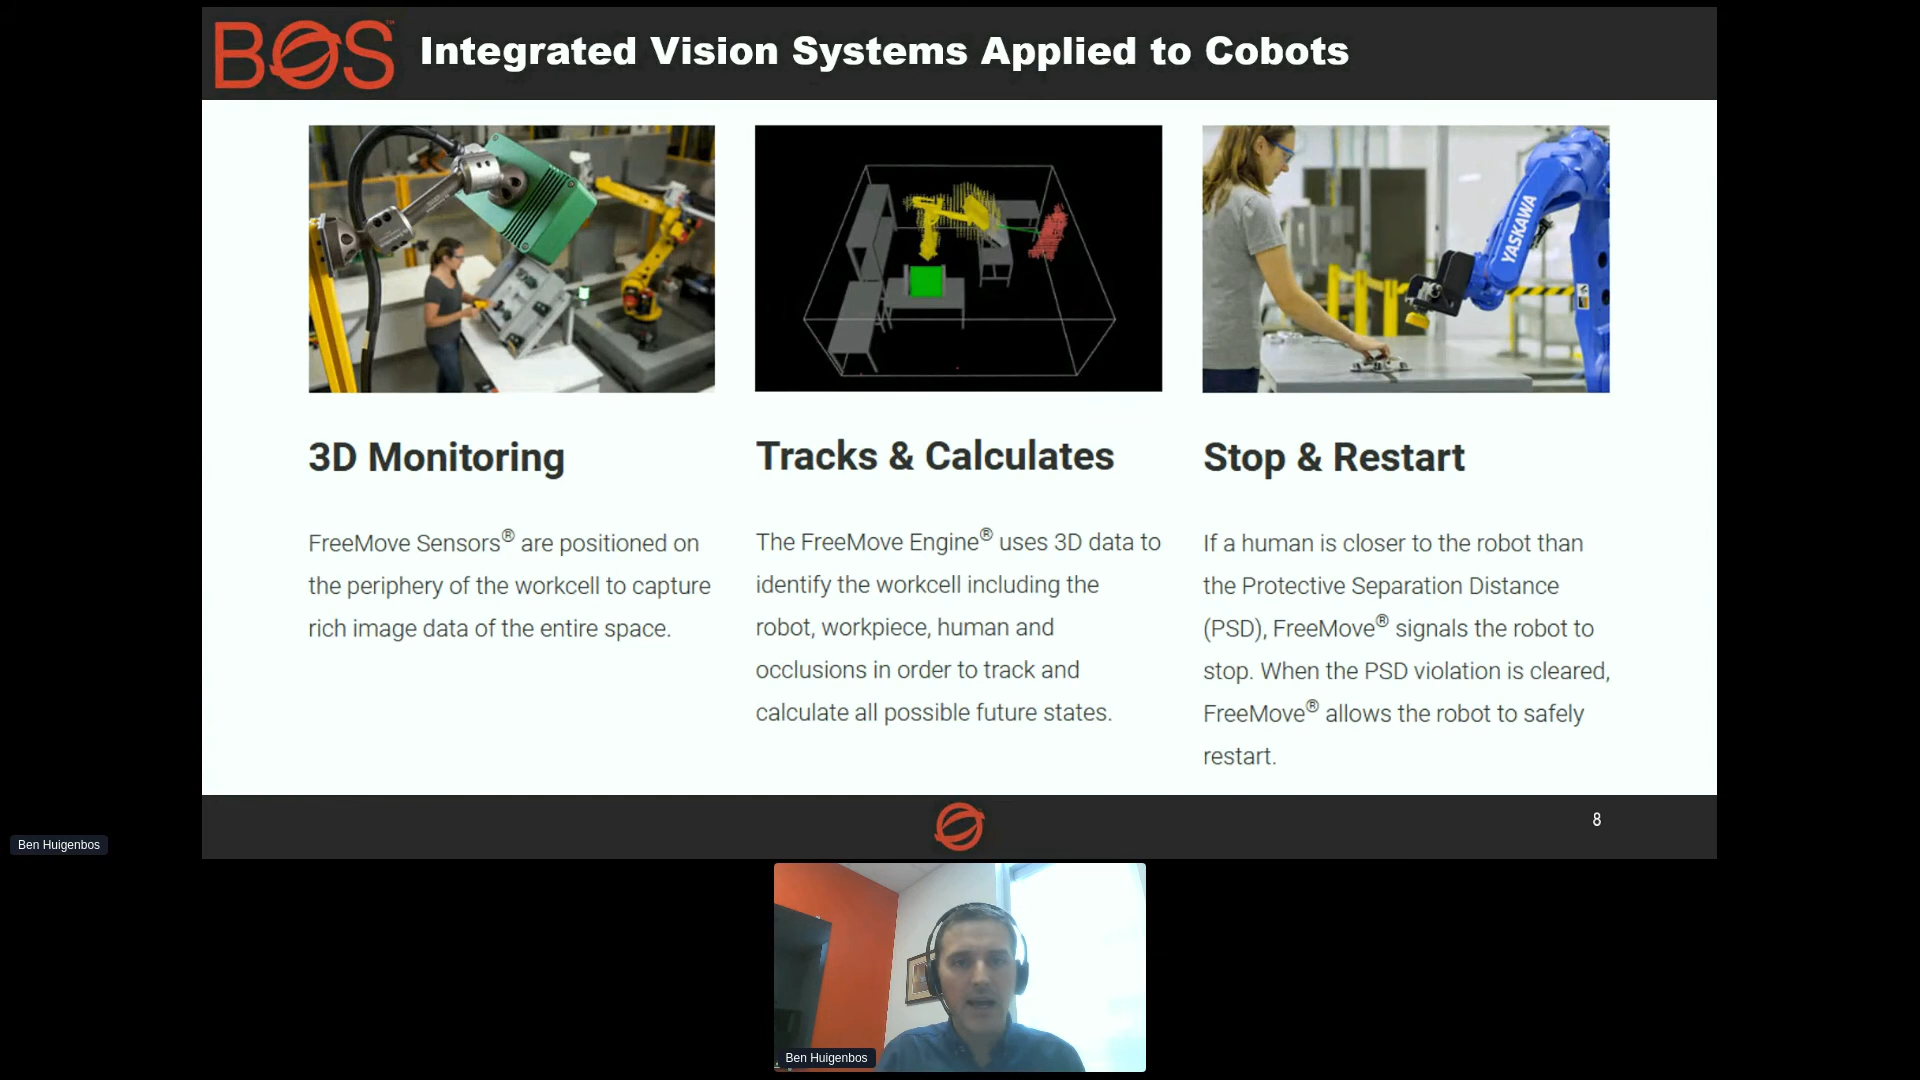 BOS™
Integrated Vision Systems Applied to Cobots
YASKAWA
3D Monitoring
FreeMove Sensors® are positioned on
the periphery of the workcell to capture
rich image data of the entire space.
Tracks & Calculates
The FreeMove Engine® uses 3D data to
identify the workcell including the
robot, workpiece, human and
occlusions in order to track and
calculate all possible future states.
Stop & Restart
If a human is closer to the robot than
the Protective Separation Distance
(PSD), FreeMove® signals the robot to
stop. When the PSD violation is cleared,
FreeMove® allows the robot to safely
restart.
8
Ben Huigenbos
Ben Huigenbos